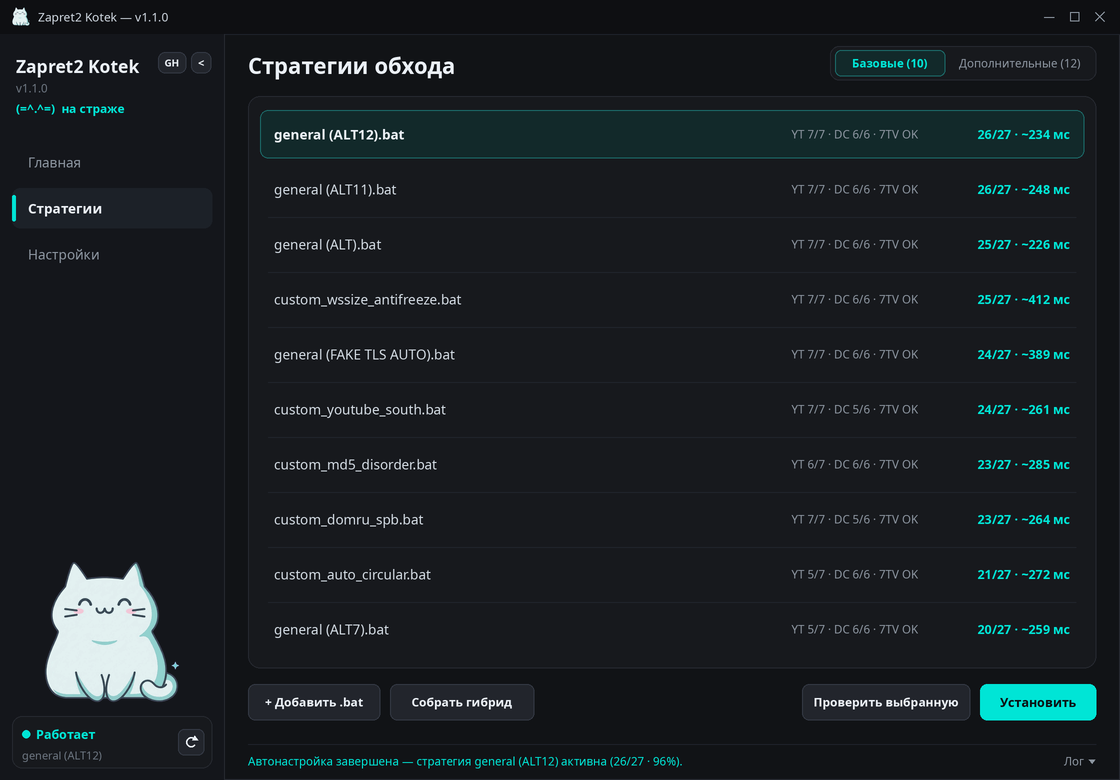 Zapret2 Kotek — v1.1.0
Zapret2 Kotek
GH
<
v1.1.0
(=^.^=) на страже
Главная
Стратегии
Настройки
Работает
general (ALT12)
Стратегии обхода
Базовые (10)
Дополнительные (12)
general (ALT12).bat YT 7/7 · DC 6/6 · 7TV OK 26/27 · ~234 мс
general (ALT11).bat YT 7/7 · DC 6/6 · 7TV OK 26/27 · ~248 мс
general (ALT).bat YT 7/7 · DC 6/6 · 7TV OK 25/27 · ~226 мс
custom_wssize_antifreeze.bat YT 7/7 · DC 6/6 · 7TV OK 25/27 · ~412 мс
general (FAKE TLS AUTO).bat YT 7/7 · DC 6/6 · 7TV OK 24/27 · ~389 мс
custom_youtube_south.bat YT 7/7 · DC 5/6 · 7TV OK 24/27 · ~261 мс
custom_md5_disorder.bat YT 6/7 · DC 6/6 · 7TV OK 23/27 · ~285 мс
custom_domru_spb.bat YT 7/7 · DC 5/6 · 7TV OK 23/27 · ~264 мс
custom_auto_circular.bat YT 5/7 · DC 6/6 · 7TV OK 21/27 · ~272 мс
general (ALT7).bat YT 5/7 · DC 6/6 · 7TV OK 20/27 · ~259 мс
+ Добавить .bat
Собрать гибрид
Проверить выбранную
Установить
Автонастройка завершена — стратегия general (ALT12) активна (26/27 · 96%).
Лог